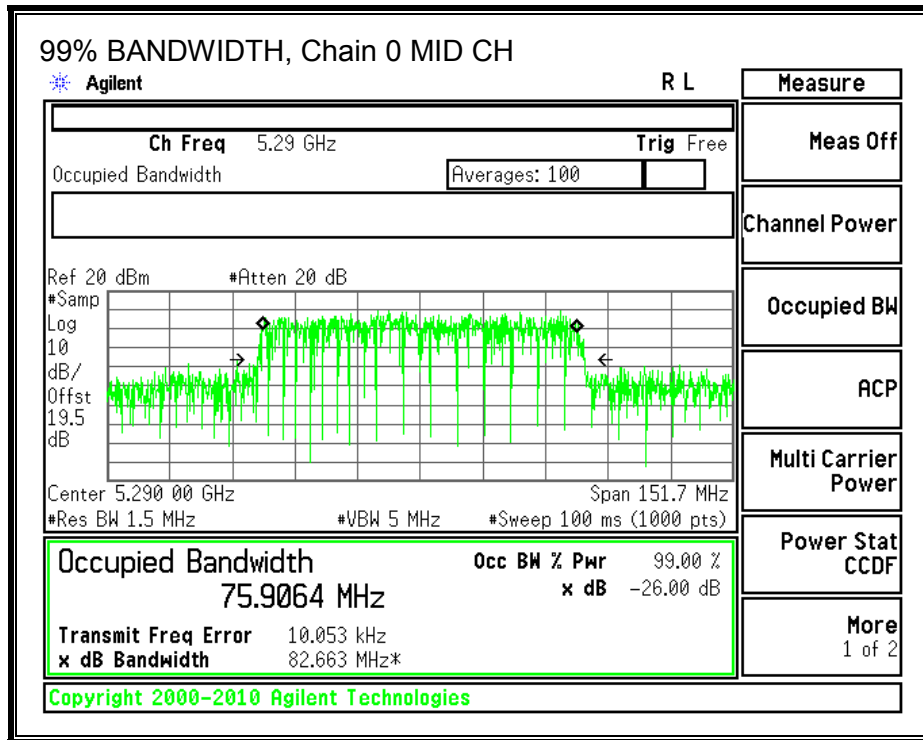 99% BANDWIDTH, Chain 0 MID CH
Agilent R L
Ch Freq 5.29 GHz Trig Free
Occupied Bandwidth Averages: 100
Ref 20 dBm #Atten 20 dB
#Samp
Log
10
dB/
Offst
19.5
dB
Center 5.290 00 GHz Span 151.7 MHz
#Res BW 1.5 MHz #VBW 5 MHz #Sweep 100 ms (1000 pts)
Occupied Bandwidth Occ BW % Pwr 99.00 %
75.9064 MHz x dB -26.00 dB
Transmit Freq Error 10.053 kHz
x dB Bandwidth 82.663 MHz*
Copyright 2000-2010 Agilent Technologies
Measure
Meas Off
Channel Power
Occupied BW
ACP
Multi Carrier
Power
Power Stat
CCDF
More
1 of 2